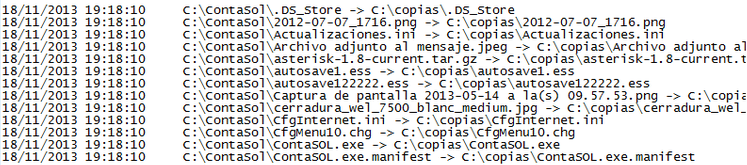 18/11/2013 19:18:10 C:\ContaSol\.DS_Store -> C:\copias\.DS_Store
18/11/2013 19:18:10 C:\ContaSol\2012-07-07_1716.png -> C:\copias\2012-07-07_1716.png
18/11/2013 19:18:10 C:\ContaSol\Actualizaciones.ini -> C:\copias\Actualizaciones.ini
18/11/2013 19:18:10 C:\ContaSol\Archivo adjunto al mensaje.jpeg -> C:\copias\Archivo adjunto al
18/11/2013 19:18:10 C:\ContaSol\asterisk-1.8-current.tar.gz -> C:\copias\asterisk-1.8-current.t
18/11/2013 19:18:10 C:\ContaSol\autosave1.ess -> C:\copias\autosave1.ess
18/11/2013 19:18:10 C:\ContaSol\autosave122222.ess -> C:\copias\autosave122222.ess
18/11/2013 19:18:10 C:\ContaSol\Captura de pantalla 2013-05-14 a la(s) 09.57.53.png -> C:\copia
18/11/2013 19:18:10 C:\ContaSol\cerradura_wel_7500_blanc_medium.jpg -> C:\copias\cerradura_wel_
18/11/2013 19:18:10 C:\ContaSol\CfgInternet.ini -> C:\copias\CfgInternet.ini
18/11/2013 19:18:10 C:\ContaSol\CfgMenu10.chg -> C:\copias\CfgMenu10.chg
18/11/2013 19:18:10 C:\ContaSol\ContaSOL.exe -> C:\copias\ContaSOL.exe
18/11/2013 19:18:10 C:\ContaSol\ContaSOL.exe.manifest -> C:\copias\ContaSOL.exe.manifest